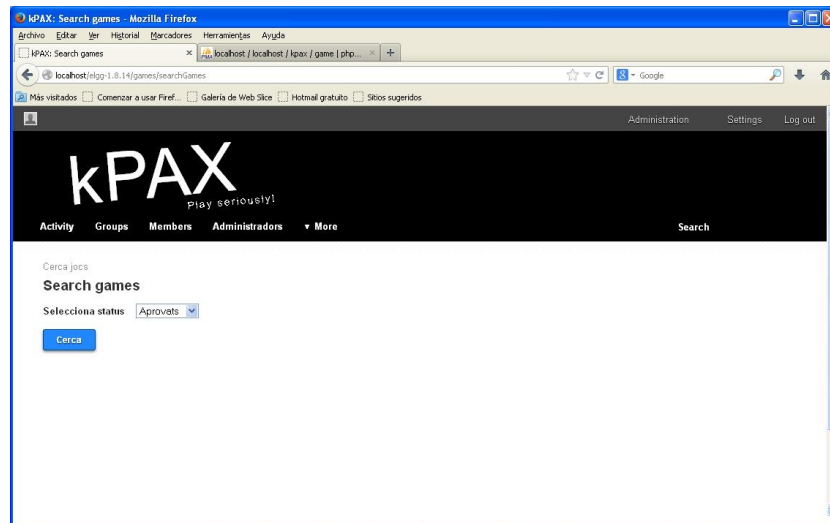 kPAX: Search games - Mozilla Firefox
Archivo Editar Ver Historial Marcadores Herramientas Ayuda
kPAX: Search games × localhost / localhost / kpax / game | php... × +
localhost/elgg-1.8.14/games/searchGames Google
Más visitados Comenzar a usar Firef... Galería de Web Slice Hotmail gratuito Sitios sugeridos
Administration Settings Log out
kPAX
Play seriously!
Activity Groups Members Administradors ▾ More Search
Cerca jocs
Search games
Selecciona status Aprovats
Cerca